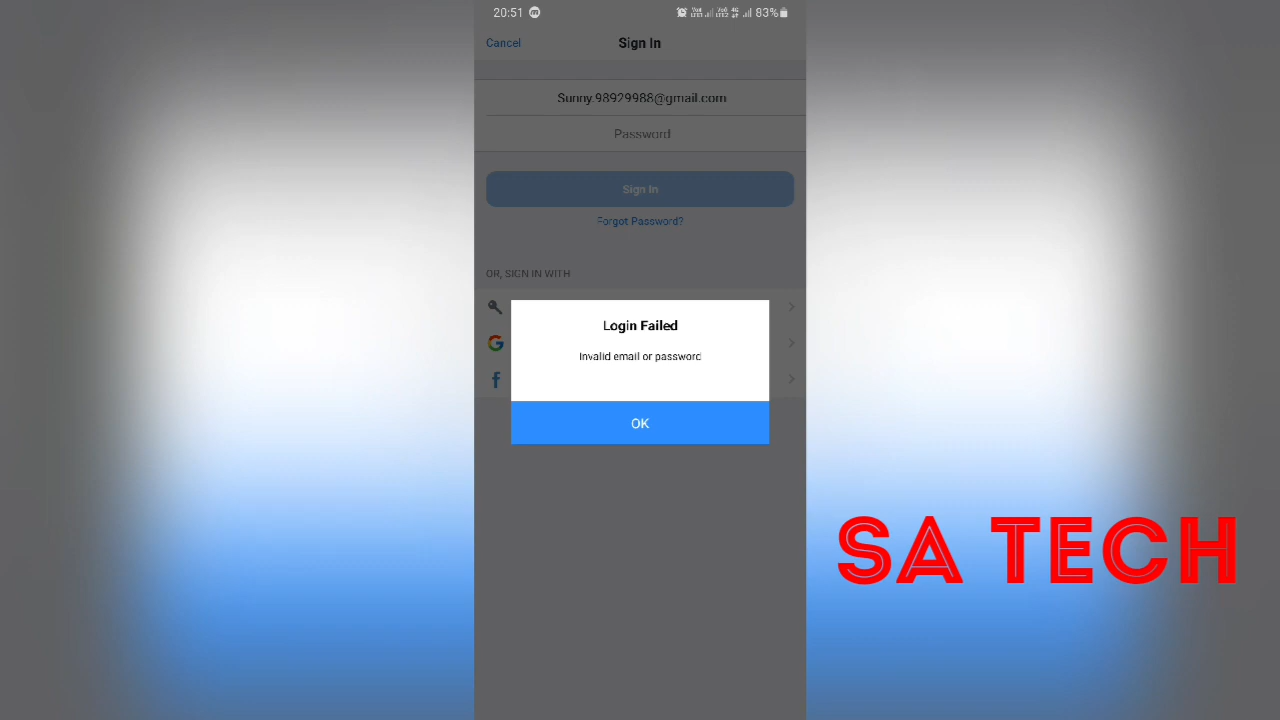 20:51
83%
Cancel
Sign In
Sunny.98929988@gmail.com
Password
Sign In
Forgot Password?
OR, SIGN IN WITH
Login Failed
Invalid email or password
OK
SA TECH